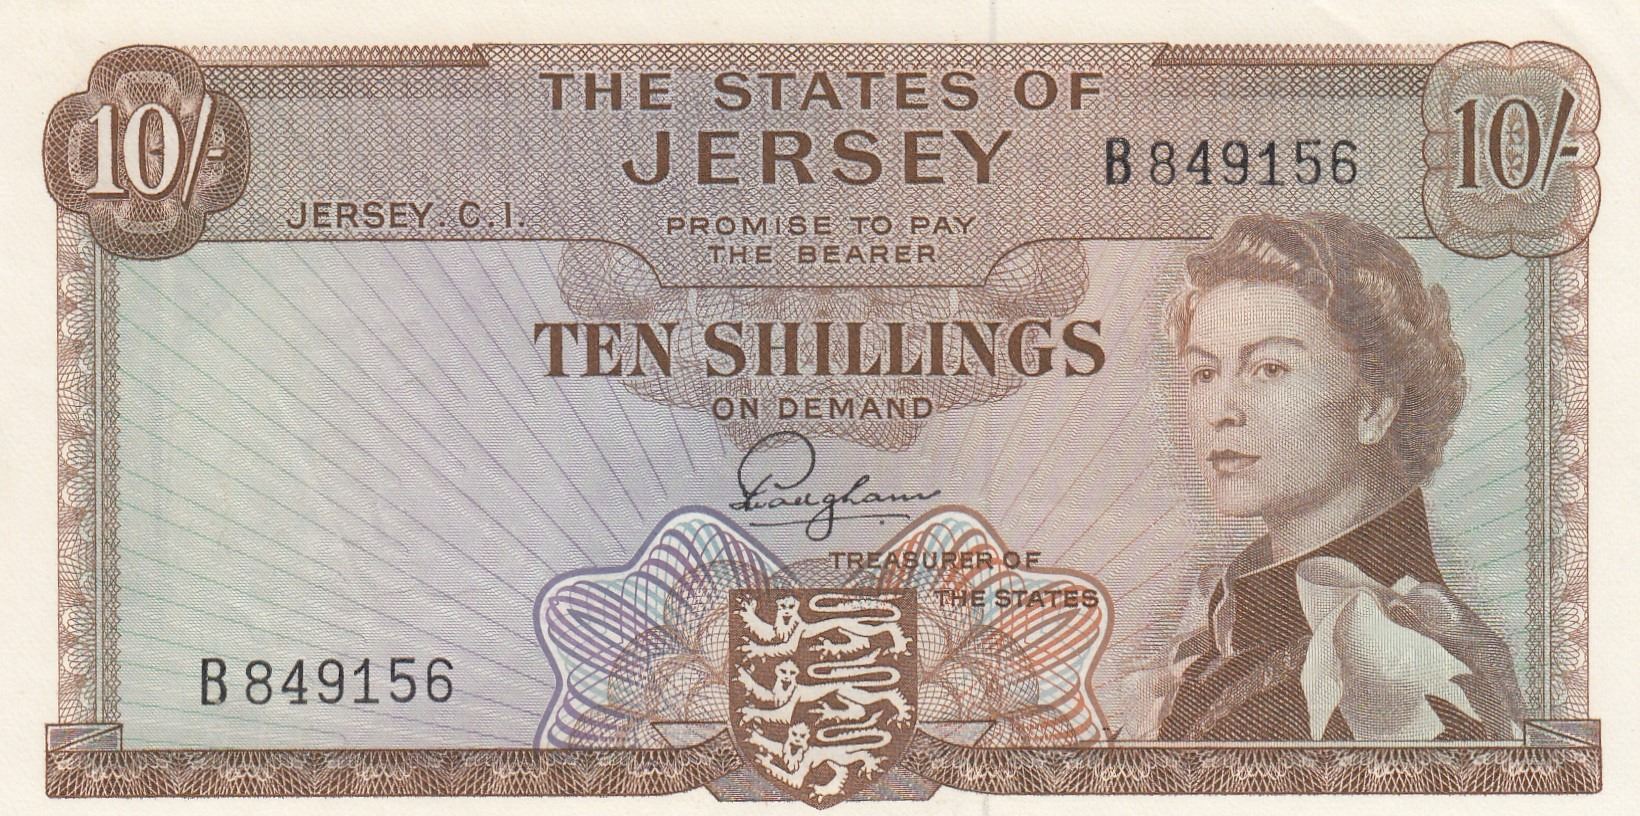 10/-
THE STATES OF
JERSEY
B849156
10/-
JERSEY. C.I.
PROMISE TO PAY
THE BEARER
TEN SHILLINGS
ON DEMAND
TREASURER OF
THE STATES
B849156